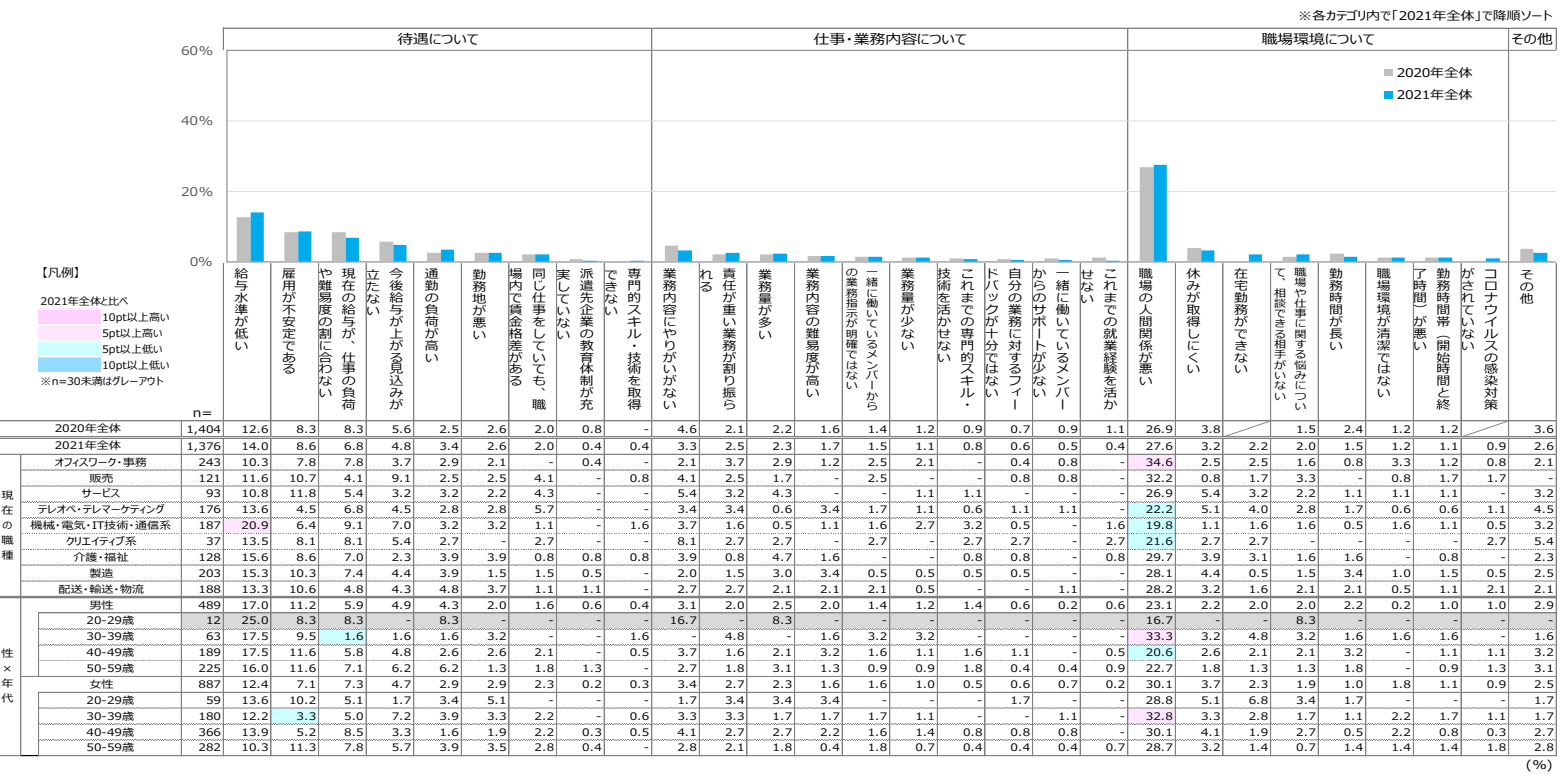 ※各カテゴリ内で「2021年全体」で降順ソート
待遇について 仕事・業務内容について 職場環境について その他
60%
40%
20%
0%
2020年全体
2021年全体
【凡例】
2021年全体と比べ
10pt以上高い
5pt以上高い
5pt以上低い
10pt以上低い
※n=30未満はグレーアウト
n=
給与水準が低い
雇用が不安定である
現在の給与が、仕事の負荷や難易度の割に合わない
今後給与が上がる見込みが立たない
通勤の負荷が高い
勤務地が悪い
同じ仕事をしていても、職場内で賃金格差がある
派遣先企業の教育体制が充実していない
専門的スキル・技術を取得できない
業務内容にやりがいがない
責任が重い業務が割り振られる
業務量が多い
業務内容の難易度が高い
一緒に働いているメンバーからの業務指示が明確ではない
業務量が少ない
これまでの専門的スキル・技術を活かせない
自分の業務に対するフィードバックが十分ではない
一緒に働いているメンバーからのサポートが少ない
これまでの就業経験を活かせない
職場の人間関係が悪い
休みが取得しにくい
在宅勤務ができない
職場や仕事に関する悩みについて、相談できる相手がいない
勤務時間が長い
職場環境が清潔ではない
勤務時間帯（開始時間と終了時間）が悪い
コロナウイルスの感染対策がされていない
その他
2020年全体 1,404 12.6 8.3 8.3 5.6 2.5 2.6 2.0 0.8 - 4.6 2.1 2.2 1.6 1.4 1.2 0.9 0.7 0.9 1.1 26.9 3.8 1.5 2.4 1.2 1.2 3.6
2021年全体 1,376 14.0 8.6 6.8 4.8 3.4 2.6 2.0 0.4 0.4 3.3 2.5 2.3 1.7 1.5 1.1 0.8 0.6 0.5 0.4 27.6 3.2 2.2 2.0 1.5 1.2 1.1 0.9 2.6
現在の職種
オフィスワーク・事務 243 10.3 7.8 7.8 3.7 2.9 2.1 - 0.4 - 2.1 3.7 2.9 1.2 2.5 2.1 - 0.4 0.8 - 34.6 2.5 2.5 1.6 0.8 3.3 1.2 0.8 2.1
販売 121 11.6 10.7 4.1 9.1 2.5 2.5 4.1 - 0.8 4.1 2.5 1.7 - 2.5 - - 0.8 0.8 - 32.2 0.8 1.7 3.3 - 0.8 1.7 1.7 -
サービス 93 10.8 11.8 5.4 3.2 3.2 2.2 4.3 - - 5.4 3.2 4.3 - - 1.1 1.1 - - - 26.9 5.4 3.2 2.2 1.1 1.1 1.1 - 3.2
テレオペ・テレマーケティング 176 13.6 4.5 6.8 4.5 2.8 2.8 5.7 - - 3.4 3.4 0.6 3.4 1.7 1.1 0.6 1.1 1.1 - 22.2 5.1 4.0 2.8 1.7 0.6 0.6 1.1 4.5
機械・電気・IT技術・通信系 187 20.9 6.4 9.1 7.0 3.2 3.2 1.1 - 1.6 3.7 1.6 0.5 1.1 1.6 2.7 3.2 0.5 - 1.6 19.8 1.1 1.6 1.6 0.5 1.6 1.1 0.5 3.2
クリエイティブ系 37 13.5 8.1 8.1 5.4 2.7 - 2.7 - - 8.1 2.7 2.7 - 2.7 - 2.7 2.7 - 2.7 21.6 2.7 2.7 - - - - 2.7 5.4
介護・福祉 128 15.6 8.6 7.0 2.3 3.9 3.9 0.8 0.8 0.8 3.9 0.8 4.7 1.6 - - 0.8 0.8 - 0.8 29.7 3.9 3.1 1.6 1.6 - 0.8 - 2.3
製造 203 15.3 10.3 7.4 4.4 3.9 1.5 1.5 0.5 - 2.0 1.5 3.0 3.4 0.5 0.5 0.5 0.5 - - 28.1 4.4 0.5 1.5 3.4 1.0 1.5 0.5 2.5
配送・輸送・物流 188 13.3 10.6 4.8 4.3 4.8 3.7 1.1 1.1 - 2.7 2.7 2.1 2.1 2.1 0.5 - - 1.1 - 28.2 3.2 1.6 2.1 2.1 0.5 1.1 2.1 2.1
性×年代
男性 489 17.0 11.2 5.9 4.9 4.3 2.0 1.6 0.6 0.4 3.1 2.0 2.5 2.0 1.4 1.2 1.4 0.6 0.2 0.6 23.1 2.2 2.0 2.0 2.2 0.2 1.0 1.0 2.9
20-29歳 12 25.0 8.3 8.3 - 8.3 - - - - 16.7 - 8.3 - - - - - - - 16.7 - - 8.3 - - - - -
30-39歳 63 17.5 9.5 1.6 1.6 1.6 3.2 - - 1.6 - 4.8 - 1.6 3.2 3.2 - - - - 33.3 3.2 4.8 3.2 1.6 1.6 1.6 - 1.6
40-49歳 189 17.5 11.6 5.8 4.8 2.6 2.6 2.1 - 0.5 3.7 1.6 2.1 3.2 1.6 1.1 1.6 1.1 - 0.5 20.6 2.6 2.1 2.1 3.2 - 1.1 1.1 3.2
50-59歳 225 16.0 11.6 7.1 6.2 6.2 1.3 1.8 1.3 - 2.7 1.8 3.1 1.3 0.9 0.9 1.8 0.4 0.4 0.9 22.7 1.8 1.3 1.3 1.8 - 0.9 1.3 3.1
女性 887 12.4 7.1 7.3 4.7 2.9 2.9 2.3 0.2 0.3 3.4 2.7 2.3 1.6 1.6 1.0 0.5 0.6 0.7 0.2 30.1 3.7 2.3 1.9 1.0 1.8 1.1 0.9 2.5
20-29歳 59 13.6 10.2 5.1 1.7 3.4 5.1 - - - 1.7 3.4 3.4 3.4 - - - 1.7 - - 28.8 5.1 6.8 3.4 1.7 - - - 1.7
30-39歳 180 12.2 3.3 5.0 7.2 3.9 3.3 2.2 - 0.6 3.3 3.3 1.7 1.7 1.7 1.1 - - 1.1 - 32.8 3.3 2.8 1.7 1.1 2.2 1.7 1.1 1.7
40-49歳 366 13.9 5.2 8.5 3.3 1.6 1.9 2.2 0.3 0.5 4.1 2.7 2.7 2.2 1.6 1.4 0.8 0.8 0.8 - 30.1 4.1 1.9 2.7 0.5 2.2 0.8 0.3 2.7
50-59歳 282 10.3 11.3 7.8 5.7 3.9 3.5 2.8 0.4 - 2.8 2.1 1.8 0.4 1.8 0.7 0.4 0.4 0.4 0.7 28.7 3.2 1.4 0.7 1.4 1.4 1.4 1.8 2.8
(%)